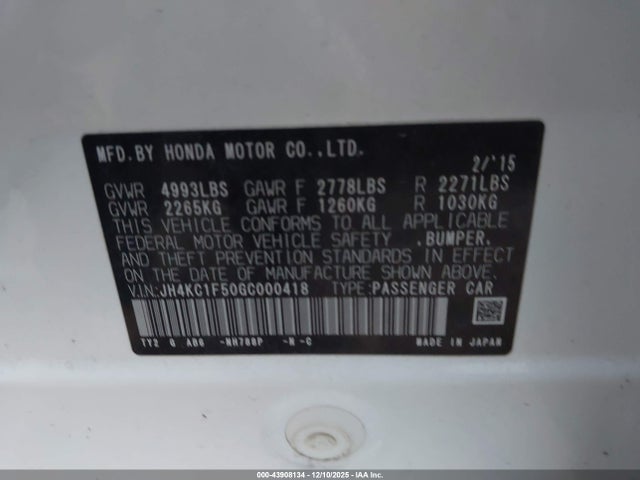 MFD.BY HONDA MOTOR CO.,LTD. 2/'15
GVWR 4993LBS GAWR F 2778LBS R 2271LBS
GVWR 2265KG GAWR F 1260KG R 1030KG
THIS VEHICLE CONFORMS TO ALL APPLICABLE
FEDERAL MOTOR VEHICLE SAFETY ,BUMPER,
AND THEFT PREVENTION STANDARDS IN EFFECT
ON THE DATE OF MANUFACTURE SHOWN ABOVE.
V.I.N: JH4KC1F50GC000418 TYPE:PASSENGER CAR
TY2 G AB6 -NH788P -N -C MADE IN JAPAN
000-43908134 - 12/10/2025 - IAA Inc.